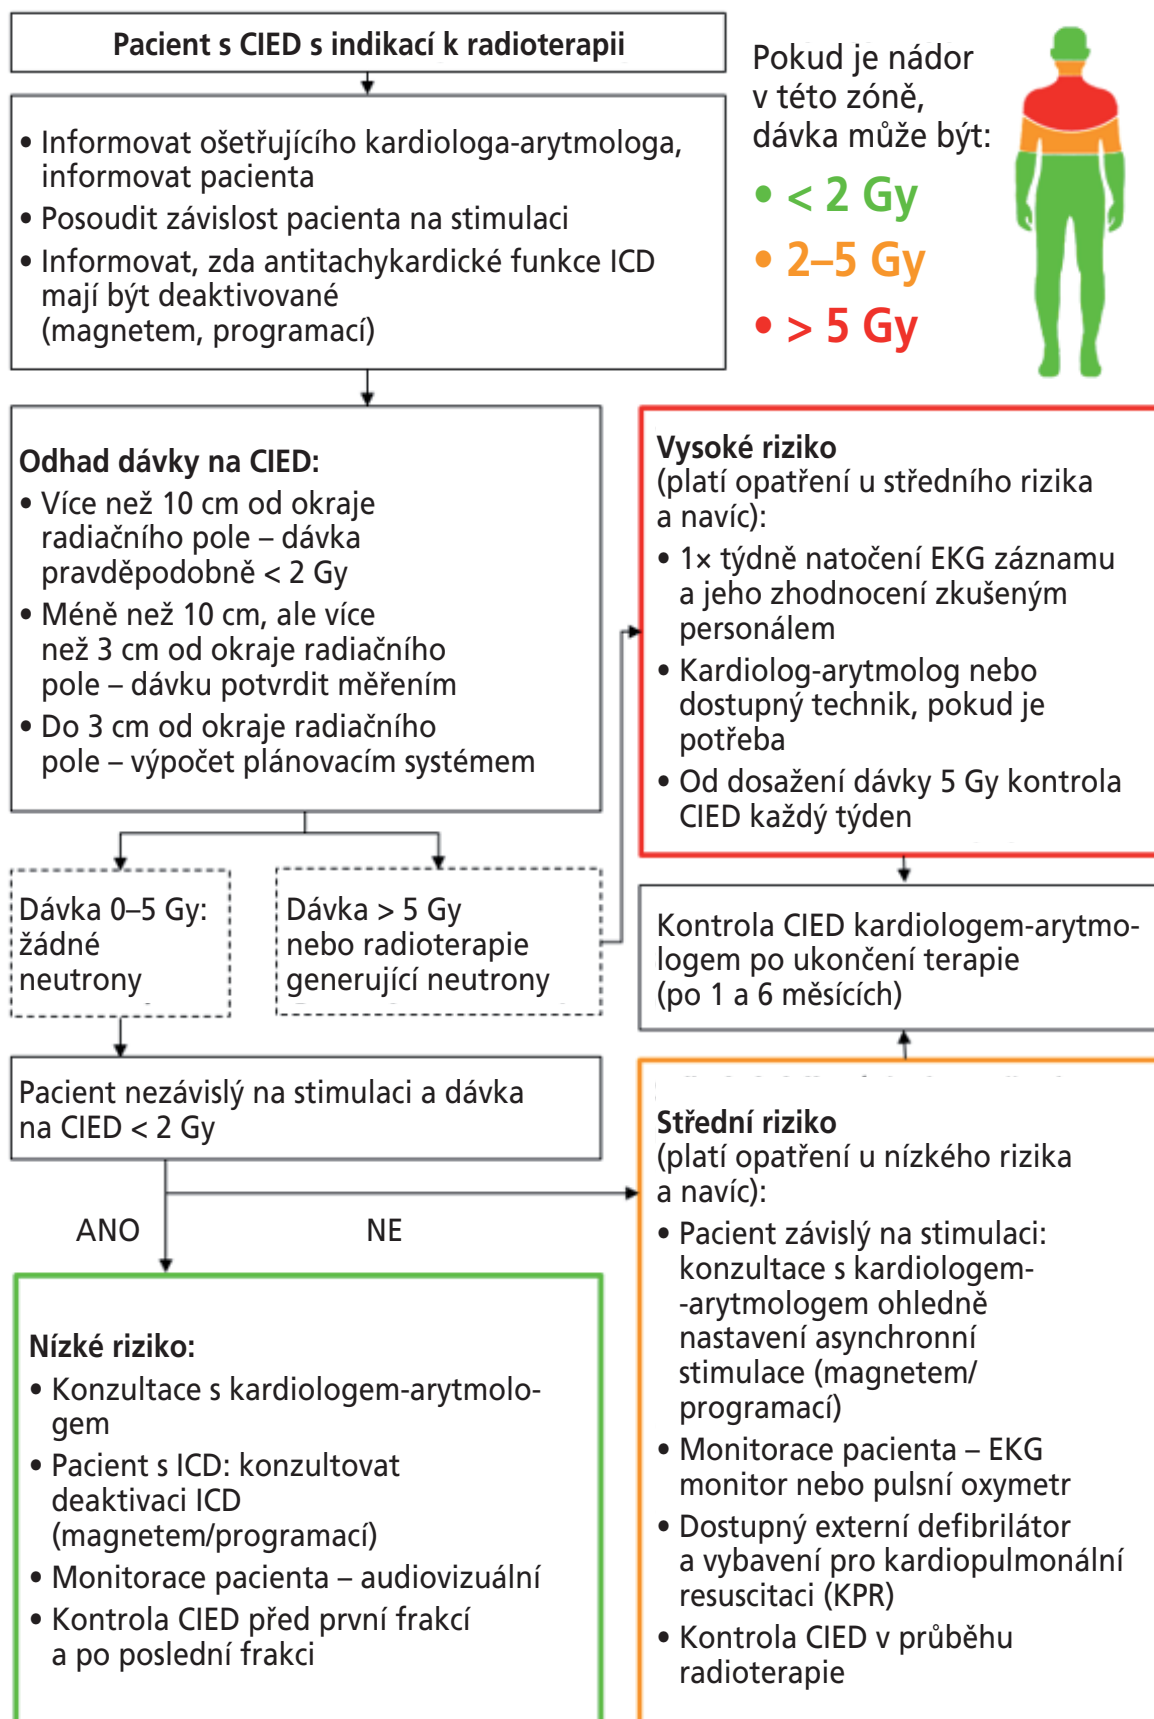 Pacient s CIED s indikací k radioterapii
Pokud je nádor
v této zóně,
dávka může být:
• < 2 Gy
• 2–5 Gy
• > 5 Gy
• Informovat ošetřujícího kardiologa-arytmologa,
informovat pacienta
• Posoudit závislost pacienta na stimulaci
• Informovat, zda antitachykardické funkce ICD
mají být deaktivované
(magnetem, programací)
Odhad dávky na CIED:
• Více než 10 cm od okraje
radiačního pole – dávka
pravděpodobně < 2 Gy
• Méně než 10 cm, ale více
než 3 cm od okraje radiačního
pole – dávku potvrdit měřením
• Do 3 cm od okraje radiačního
pole – výpočet plánovacím systémem
Vysoké riziko
(platí opatření u středního rizika
a navíc):
• 1× týdně natočení EKG záznamu
a jeho zhodnocení zkušeným
personálem
• Kardiolog-arytmolog nebo
dostupný technik, pokud je
potřeba
• Od dosažení dávky 5 Gy kontrola
CIED každý týden
Dávka 0–5 Gy:
žádné
neutrony
Dávka > 5 Gy
nebo radioterapie
generující neutrony
Kontrola CIED kardiologem-arytmo-
logem po ukončení terapie
(po 1 a 6 měsících)
Pacient nezávislý na stimulaci a dávka
na CIED < 2 Gy
ANO
NE
Střední riziko
(platí opatření u nízkého rizika
a navíc):
• Pacient závislý na stimulaci:
konzultace s kardiologem-
-arytmologem ohledně
nastavení asynchronní
stimulace (magnetem/
programací)
• Monitorace pacienta – EKG
monitor nebo pulsní oxymetr
• Dostupný externí defibrilátor
a vybavení pro kardiopulmonální
resuscitaci (KPR)
• Kontrola CIED v průběhu
radioterapie
Nízké riziko:
• Konzultace s kardiologem-arytmolo-
gem
• Pacient s ICD: konzultovat
deaktivaci ICD
(magnetem/programací)
• Monitorace pacienta – audiovizuální
• Kontrola CIED před první frakcí
a po poslední frakci